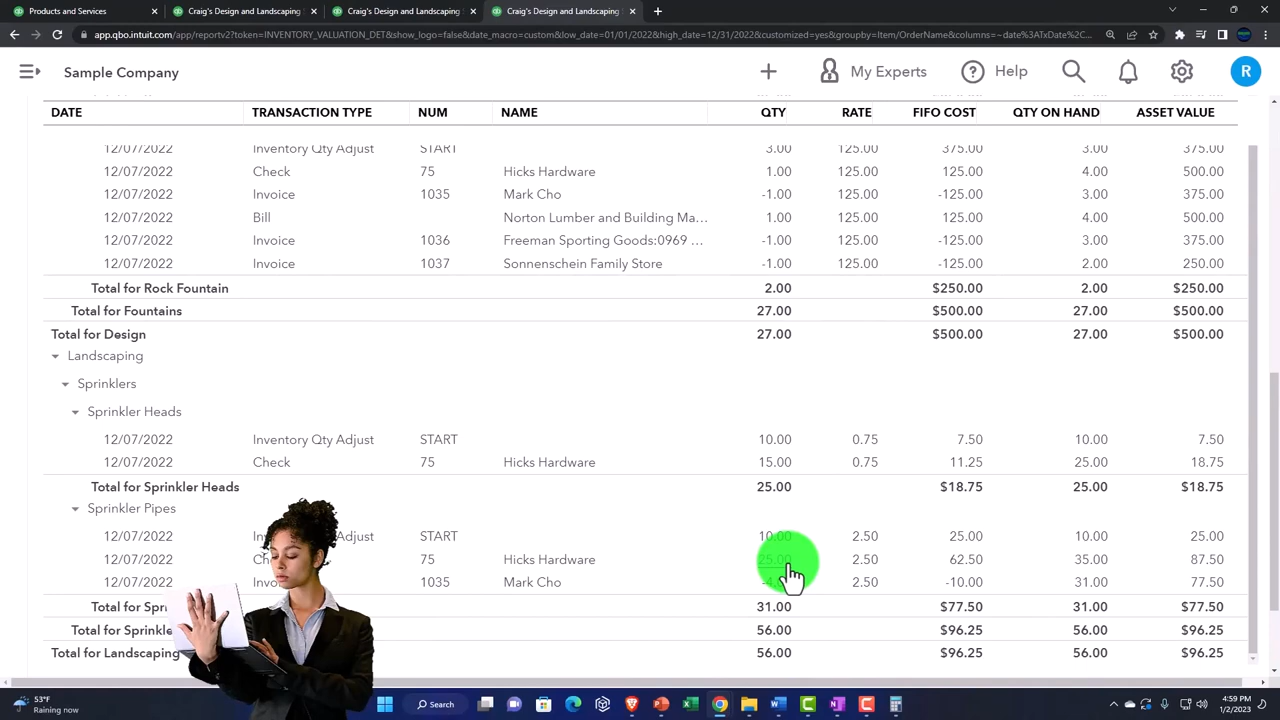 Products and Services
Craig's Design and Landscaping
Craig's Design and Landscaping
Craig's Design and Landscaping
app.qbo.intuit.com/app/reportv2?token=INVENTORY_VALUATION_DET&show_logo=false&date_macro=custom&low_date=01/01/2022&high_date=12/31/2022&customized=yes&groupby=Item/OrderName&columns=~date%3ATxDate%2C...
Sample Company
My Experts
Help
R
DATE TRANSACTION TYPE NUM NAME QTY RATE FIFO COST QTY ON HAND ASSET VALUE
12/07/2022 Inventory Qty Adjust START 3.00 125.00 375.00 3.00 375.00
12/07/2022 Check 75 Hicks Hardware 1.00 125.00 125.00 4.00 500.00
12/07/2022 Invoice 1035 Mark Cho -1.00 125.00 -125.00 3.00 375.00
12/07/2022 Bill Norton Lumber and Building Ma... 1.00 125.00 125.00 4.00 500.00
12/07/2022 Invoice 1036 Freeman Sporting Goods:0969 ... -1.00 125.00 -125.00 3.00 375.00
12/07/2022 Invoice 1037 Sonnenschein Family Store -1.00 125.00 -125.00 2.00 250.00
Total for Rock Fountain 2.00 $250.00 2.00 $250.00
Total for Fountains 27.00 $500.00 27.00 $500.00
Total for Design 27.00 $500.00 27.00 $500.00
Landscaping
Sprinklers
Sprinkler Heads
12/07/2022 Inventory Qty Adjust START 10.00 0.75 7.50 10.00 7.50
12/07/2022 Check 75 Hicks Hardware 15.00 0.75 11.25 25.00 18.75
Total for Sprinkler Heads 25.00 $18.75 25.00 $18.75
Sprinkler Pipes
12/07/2022 Adjust START 10.00 2.50 25.00 10.00 25.00
12/07/2022 75 Hicks Hardware 25.00 2.50 62.50 35.00 87.50
12/07/2022 1035 Mark Cho 2.50 -10.00 31.00 77.50
Total for 31.00 $77.50 31.00 $77.50
Total for 56.00 $96.25 56.00 $96.25
Total for Landscaping 56.00 $96.25 56.00 $96.25
53°F
Raining now
Search
4:59 PM
1/2/2023